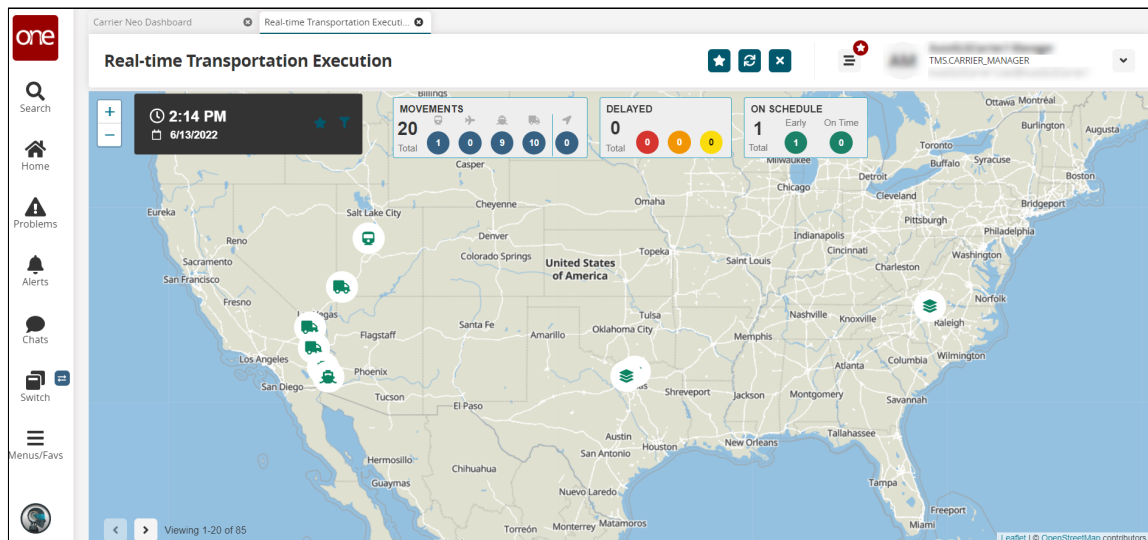 one
Carrier Neo Dashboard
Real-time Transportation Executi...
Real-time Transportation Execution
TMS.CARRIER_MANAGER
Search
Home
Problems
Alerts
Chats
Switch
Menus/Favs
+
−
2:14 PM
6/13/2022
MOVEMENTS
20
Total
1 0 9 10 0
DELAYED
0
Total
0 0 0
ON SCHEDULE
Early On Time
1
Total
1 0
Billings
Ottawa Montréal
Burlington
Augusta
Toronto
Casper
Milwaukee
Buffalo Syracuse
Boston
Detroit
Chicago
Cleveland
Cheyenne
Omaha
Bridgeport
Eureka
Salt Lake City
Pittsburgh
Philadelphia
Reno
Denver
Indianapolis
Cincinnati
Washington
Sacramento
Colorado Springs
United States
of America
Topeka
Saint Louis
Charleston
San Francisco
Fresno
Norfolk
Tulsa
Nashville
Knoxville
Raleigh
Flagstaff
Santa Fe
Amarillo
Oklahoma City
Memphis
Los Angeles
Phoenix
Atlanta
Columbia
Wilmington
San Diego
Tucson
Shreveport
Jackson
Montgomery
Savannah
El Paso
Austin
Houston
San Antonio
New Orleans
Tallahassee
Hermosillo
Chihuahua
Guaymas
Nuevo Laredo
Tampa
Freeport
Miami
Torreón
Monterrey
Matamoros
Viewing 1-20 of 85
Leaflet | © OpenStreetMap contributors